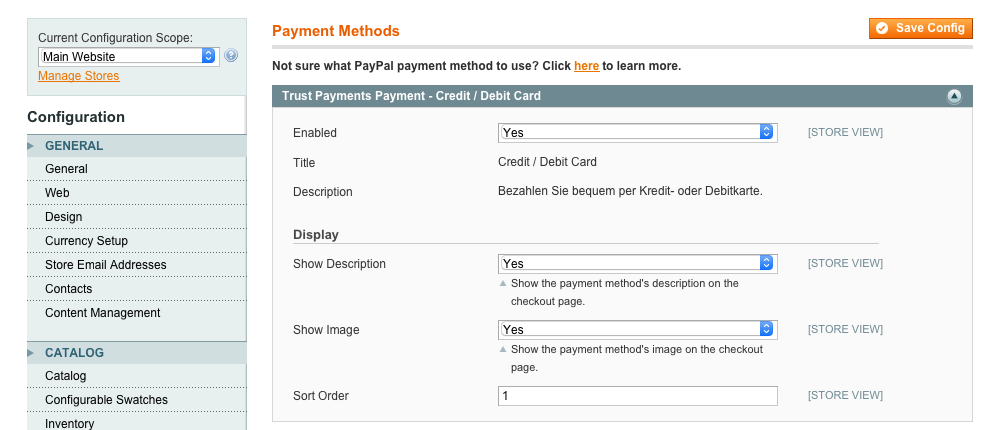 Current Configuration Scope:
Main Website
Manage Stores
Configuration
GENERAL
General
Web
Design
Currency Setup
Store Email Addresses
Contacts
Content Management
CATALOG
Catalog
Configurable Swatches
Inventory
Payment Methods
Save Config
Not sure what PayPal payment method to use? Click here to learn more.
Trust Payments Payment - Credit / Debit Card
Enabled Yes [STORE VIEW]
Title Credit / Debit Card
Description Bezahlen Sie bequem per Kredit- oder Debitkarte.
Display
Show Description Yes [STORE VIEW]
Show the payment method's description on the
checkout page.
Show Image Yes [STORE VIEW]
Show the payment method's image on the checkout
page.
Sort Order 1 [STORE VIEW]